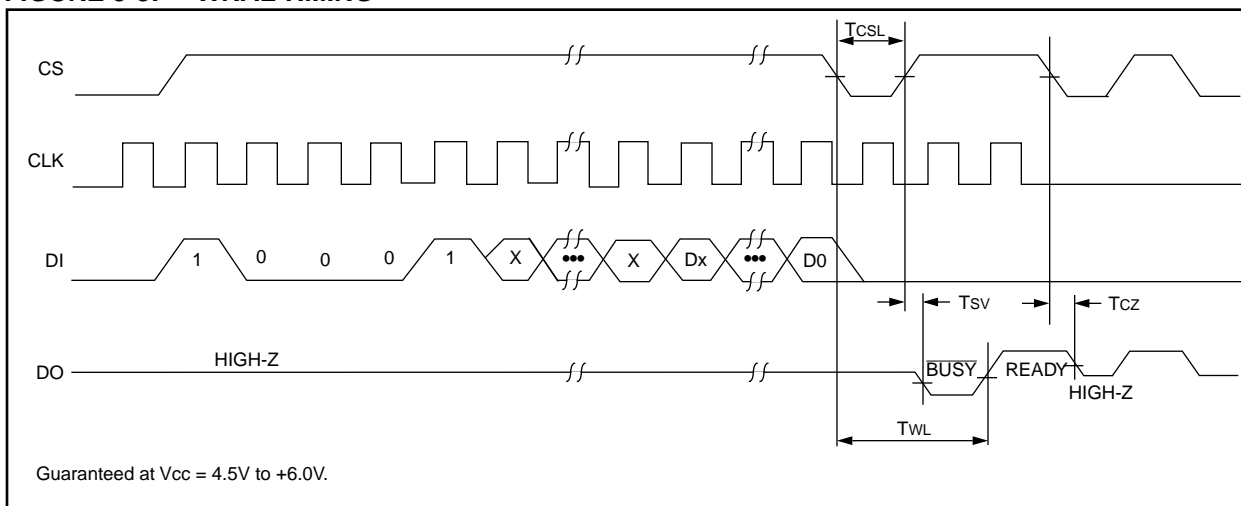 TCSL
CS
CLK
DI 1 0 0 0 1 X ••• X Dx ••• D0
TSV TCZ
HIGH-Z
DO BUSY READY
HIGH-Z
TWL
Guaranteed at Vcc = 4.5V to +6.0V.